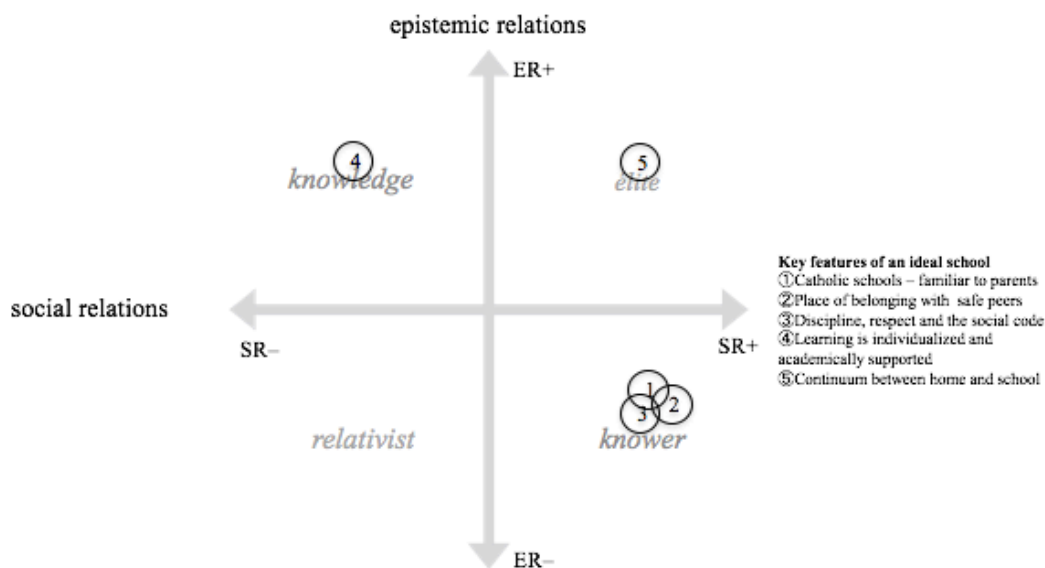 epistemic relations
ER+
4
knowledge
5
élite
social relations
SR–
SR+
Key features of an ideal school
①Catholic schools – familiar to parents
②Place of belonging with safe peers
③Discipline, respect and the social code
④Learning is individualized and
academically supported
⑤Continuum between home and school
1
2
3
relativist
knower
ER–